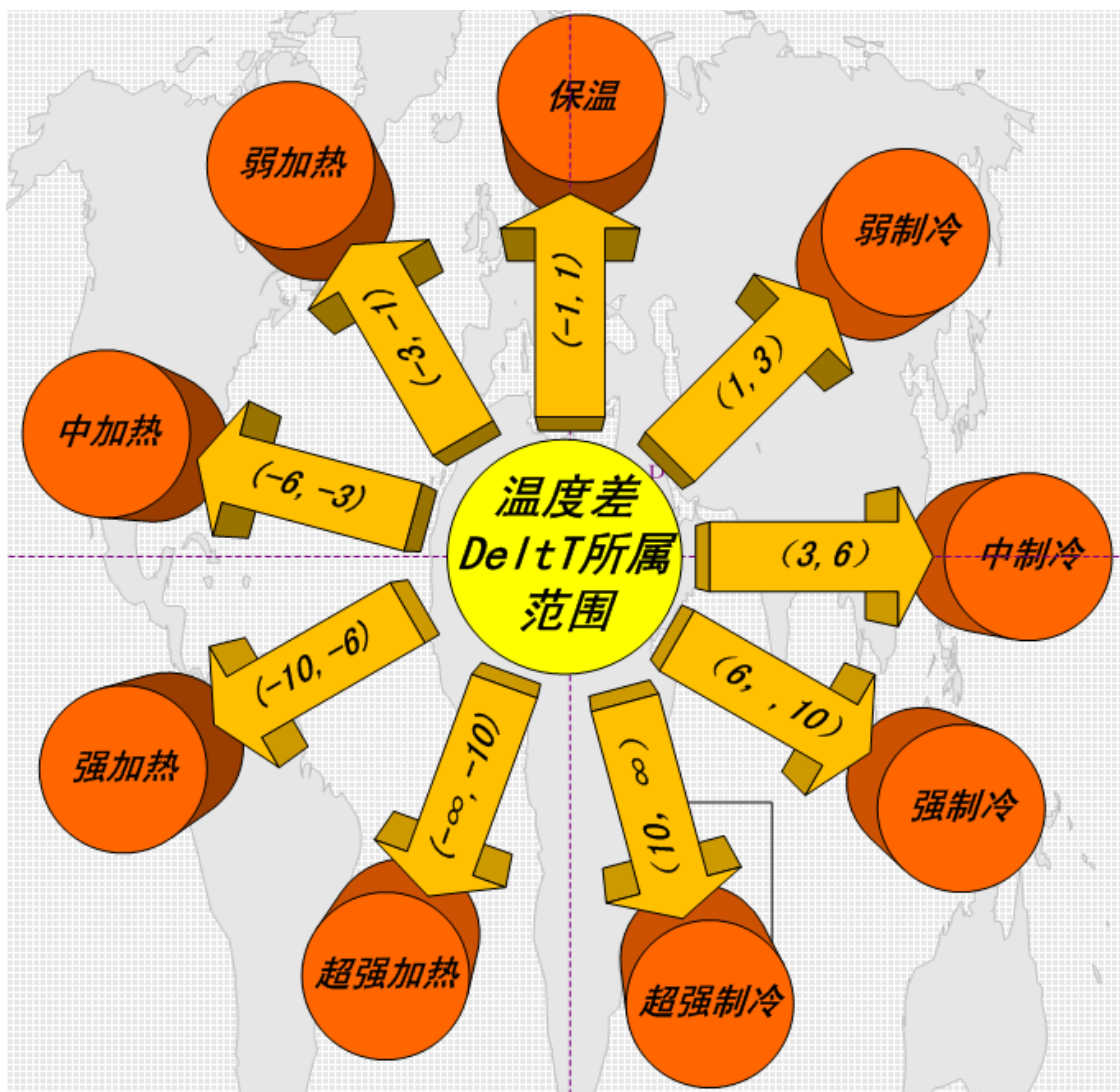 保温
弱加热
弱制冷
(-1, 1)
(-3, -1)
(1, 3)
中加热
(-6, -3)
D
温度差
DeltT所属
范围
(3, 6)
中制冷
(-10, -6)
(6, , 10)
强加热
(-∞, -10)
(10, ∞)
强制冷
超强加热
超强制冷